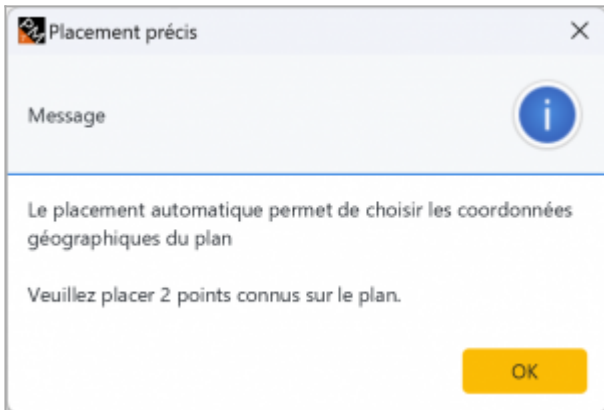 Placement précis
Message
Le placement automatique permet de choisir les coordonnées
géographiques du plan
Veuillez placer 2 points connus sur le plan.
OK